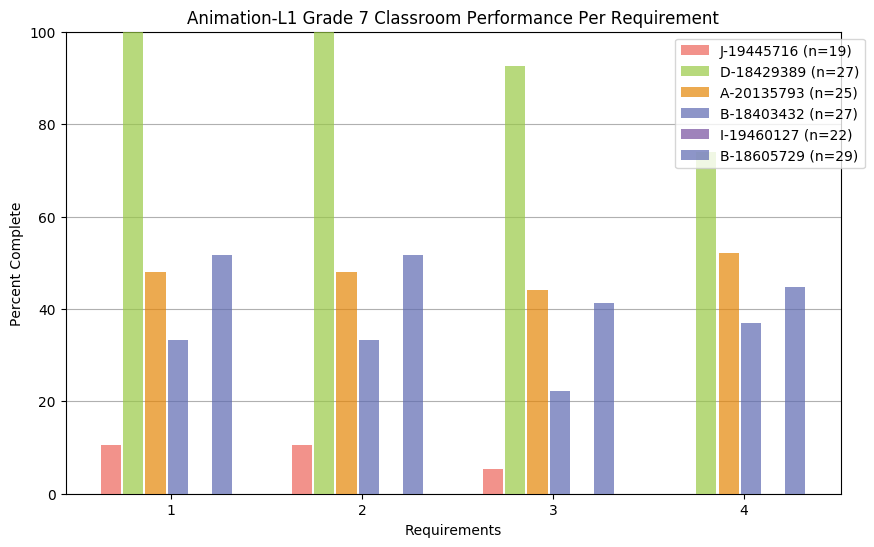 Animation-L1 Grade 7 Classroom Performance Per Requirement
100
80
60
40
20
0
Percent Complete
J-19445716 (n=19)
D-18429389 (n=27)
A-20135793 (n=25)
B-18403432 (n=27)
I-19460127 (n=22)
B-18605729 (n=29)
1
2
3
4
Requirements